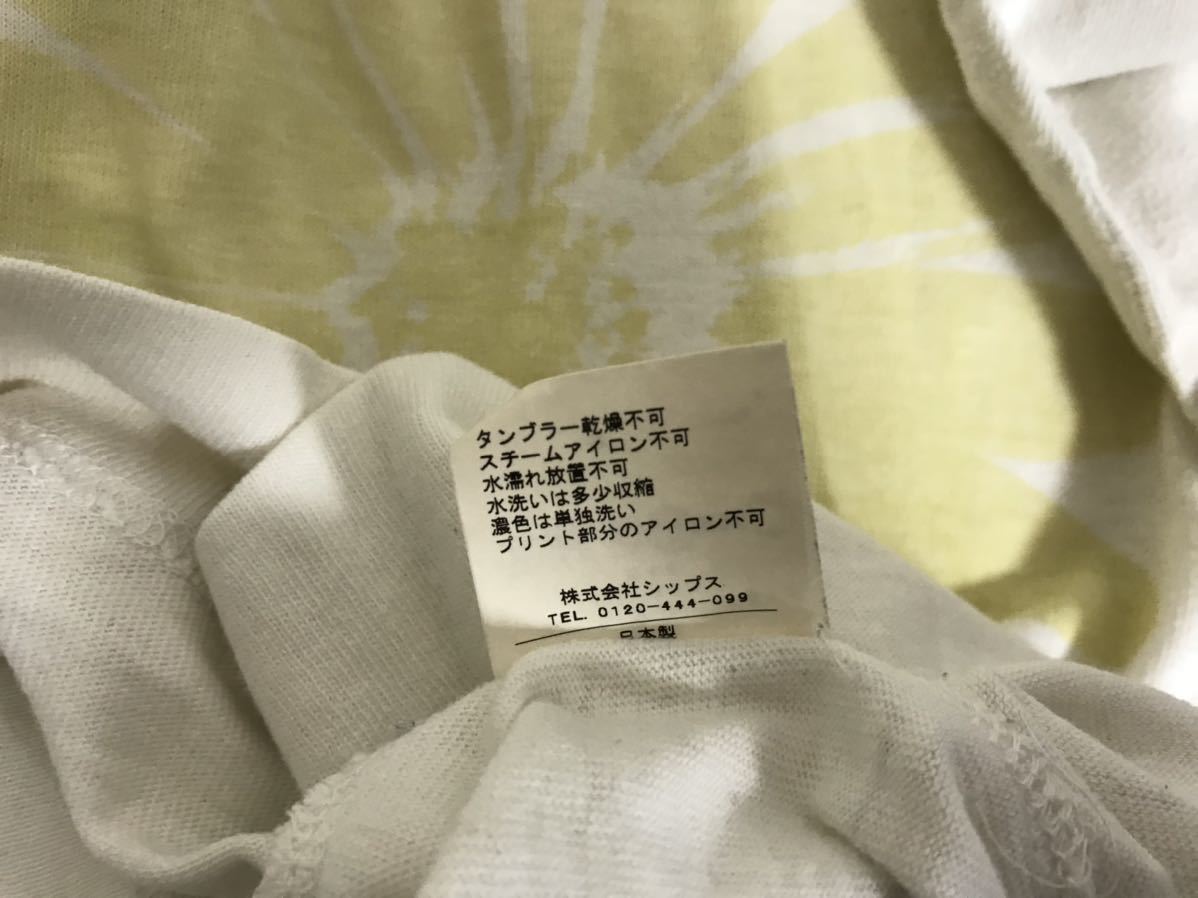 タンブラー乾燥不可
スチームアイロン不可
水濡れ放置不可
水洗いは多少収縮
濃色は単独洗い
プリント部分のアイロン不可
株式会社シップス
TEL. 0120-444-099
日本製